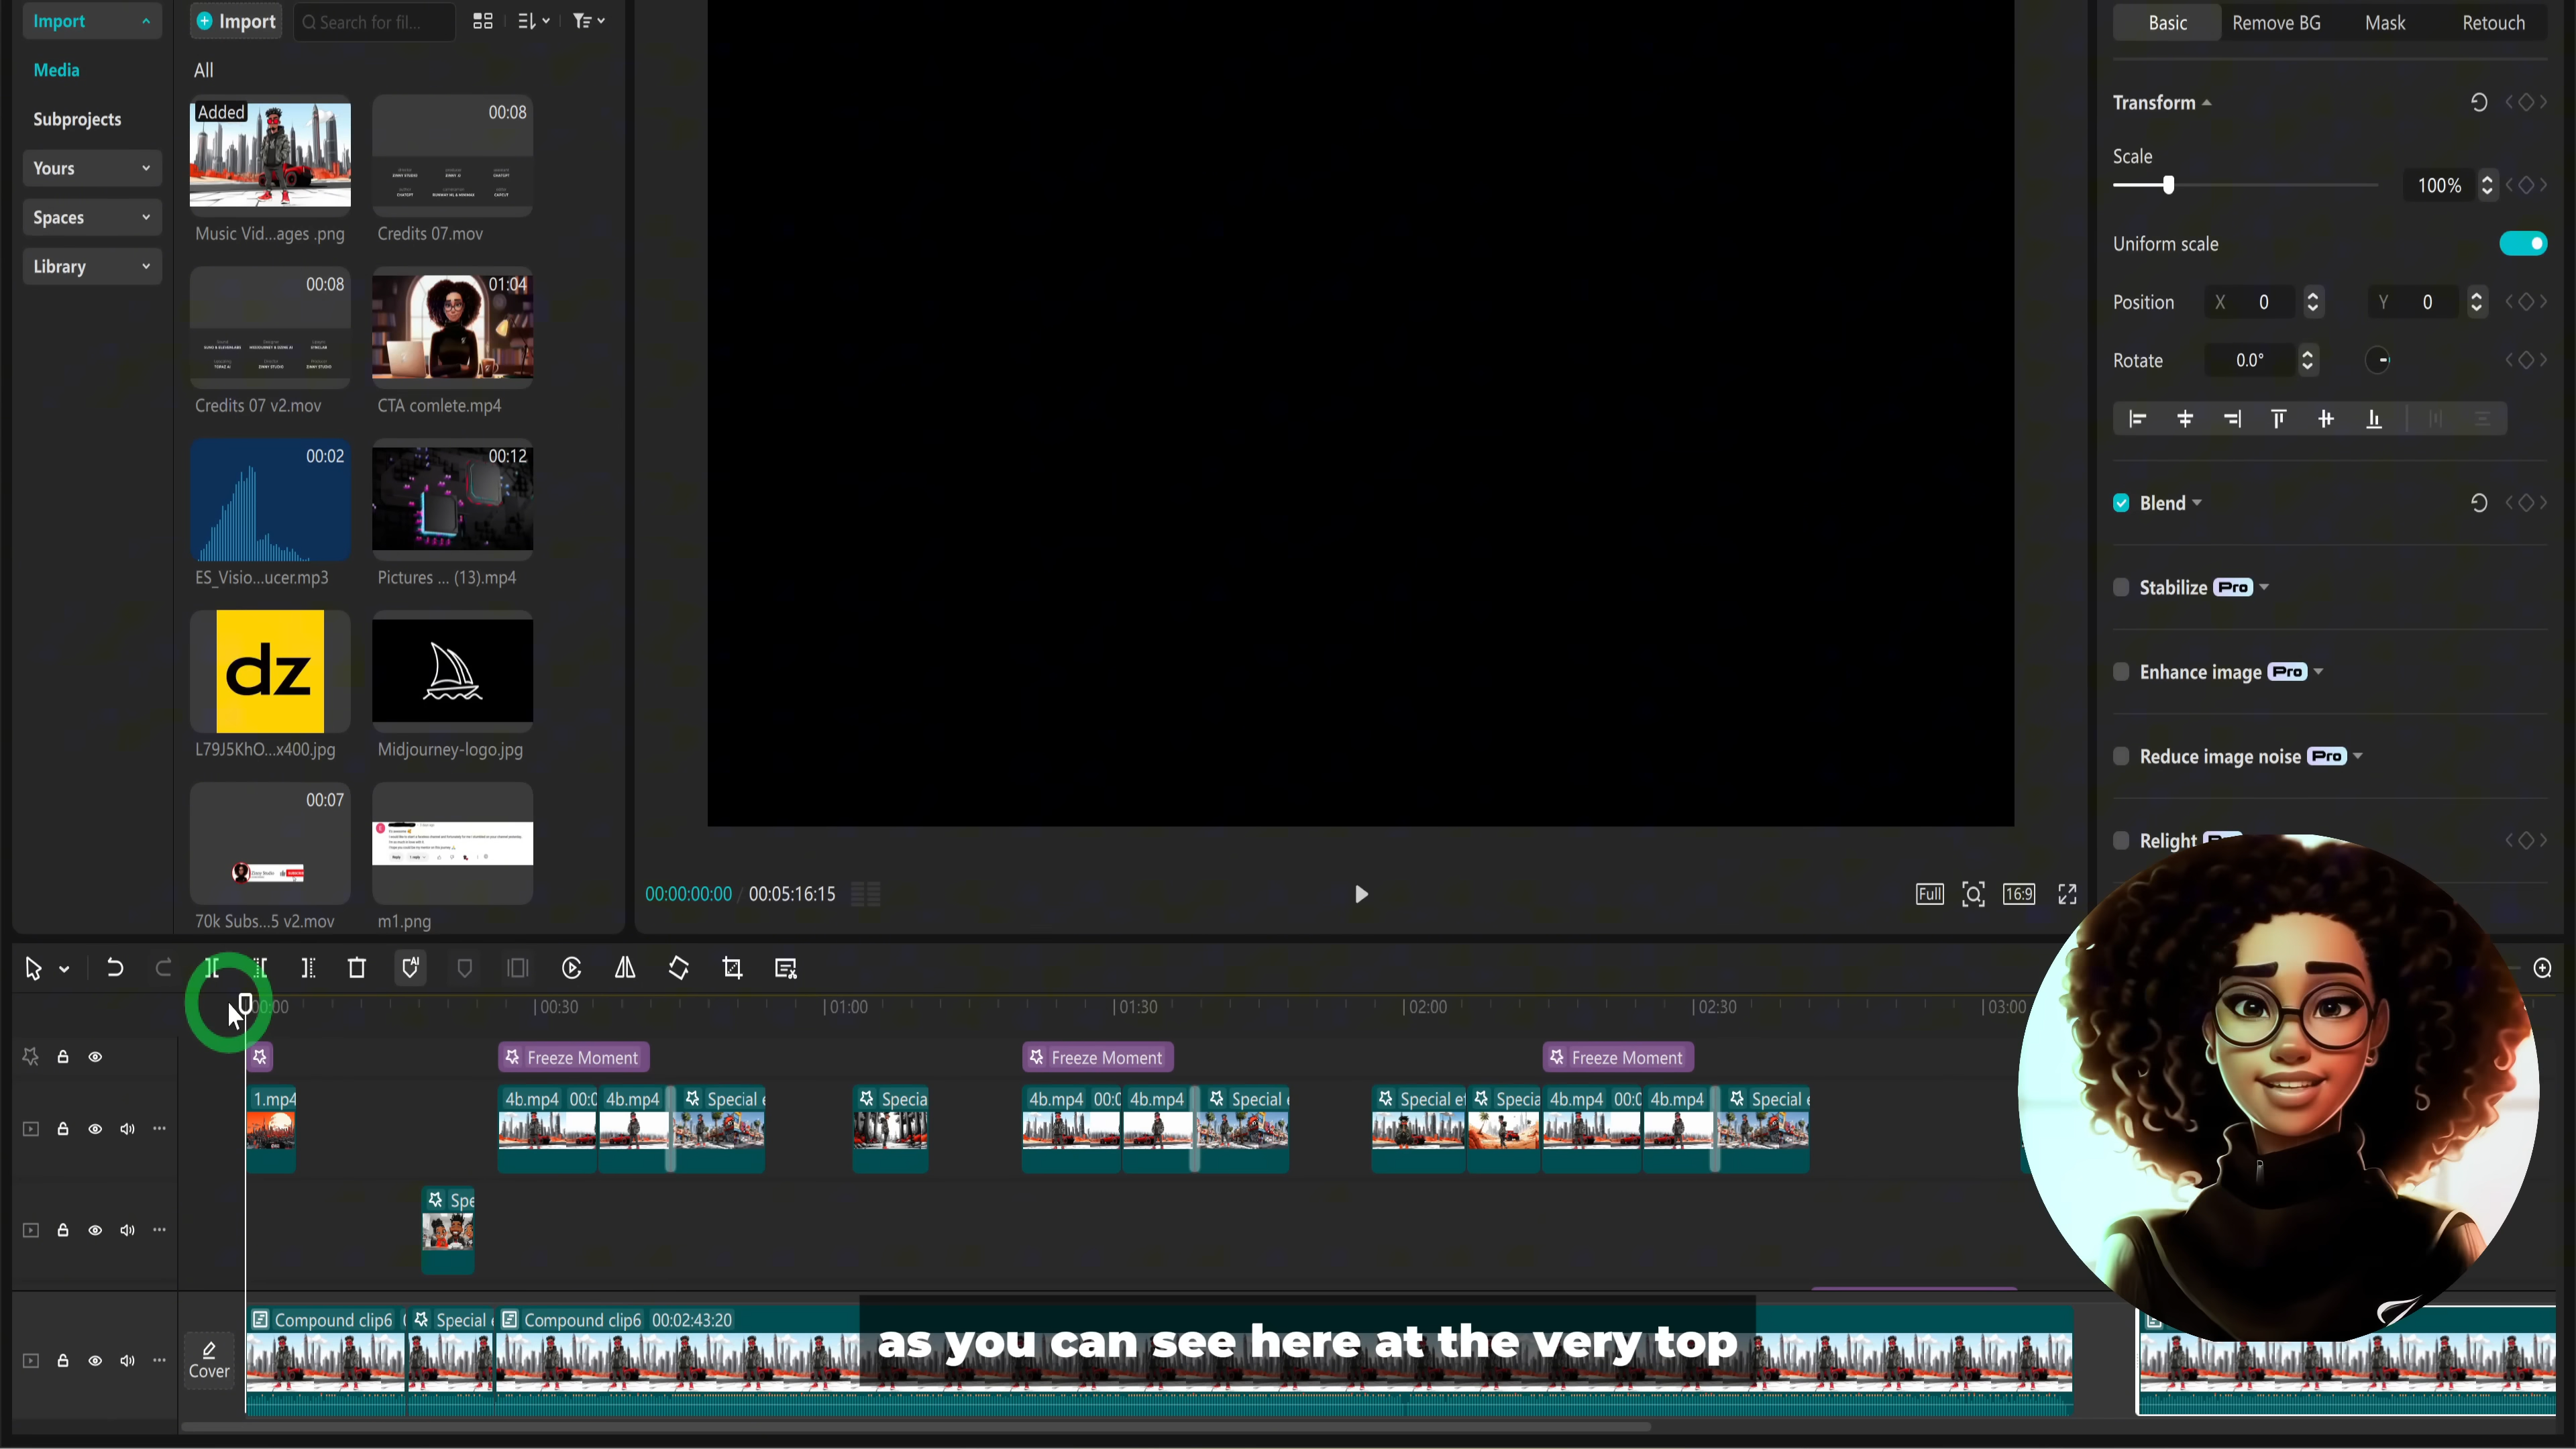 Import
Media
Subprojects
Yours
Spaces
Library
Import
Search for fil...
All
Added
Music Vid...ages .png
00:08
Credits 07.mov
00:08
Credits 07 v2.mov
01:04
CTA comlete.mp4
00:02
ES_Visio...ucer.mp3
00:12
Pictures ... (13).mp4
dz
L79J5KhO...x400.jpg
Midjourney-logo.jpg
00:07
70k Subs...5 v2.mov
m1.png
00:00:00:00 / 00:05:16:15
Full
16:9
Basic
Remove BG
Mask
Retouch
Transform
Scale
100%
Uniform scale
Position X 0 Y 0
Rotate 0.0°
Blend
Stabilize Pro
Enhance image Pro
Reduce image noise Pro
Relight
00:00 00:30 01:00 01:30 02:00 02:30 03:00
Freeze Moment Freeze Moment Freeze Moment
1.mp4 4b.mp4 00:0 4b.mp4 Special e Specia 4b.mp4 00:0 4b.mp4 Special e Special ef Specia 4b.mp4 00:0 4b.mp4 Special e
Spe
Cover
Compound clip6 Special e Compound clip6 00:02:43:20
as you can see here at the very top